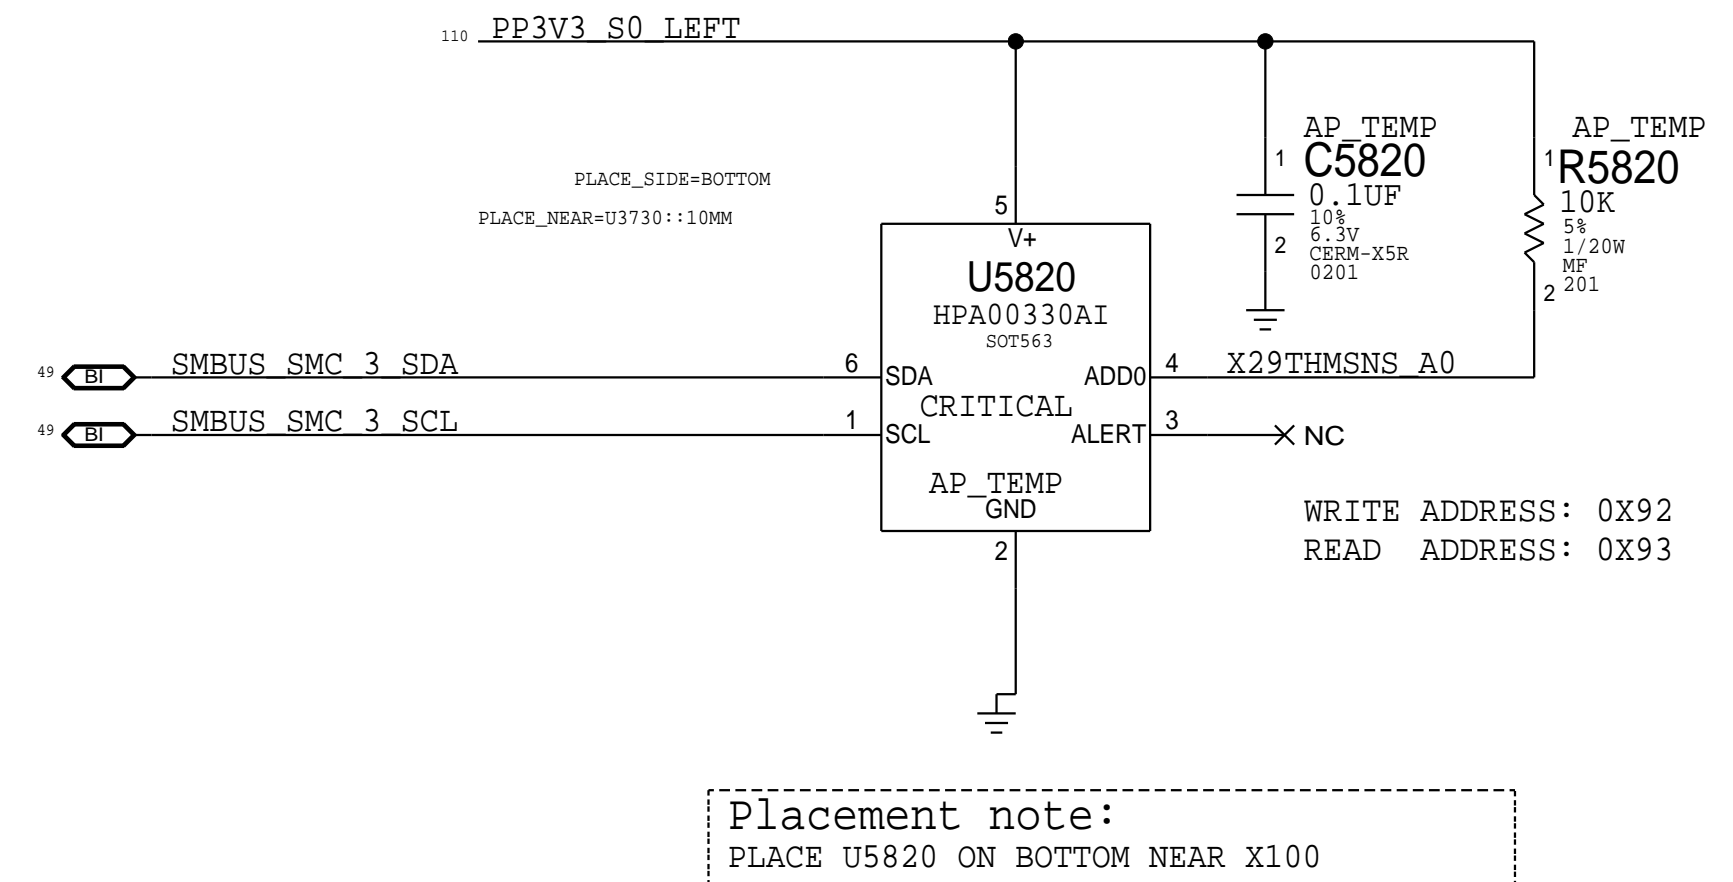 110 PP3V3_S0_LEFT
PLACE_SIDE=BOTTOM
PLACE_NEAR=U3730::10MM
5
V+
U5820
HPA00330AI
SOT563
49 BI SMBUS_SMC_3_SDA 6 SDA
49 BI SMBUS_SMC_3_SCL 1 SCL
CRITICAL
ADD0 4 X29THMSNS_A0
ALERT 3 NC
AP_TEMP
GND
2
AP_TEMP
1 C5820
0.1UF
10%
6.3V
2 CERM-X5R
0201
AP_TEMP
1 R5820
10K
5%
1/20W
MF
2 201
WRITE ADDRESS: 0X92
READ ADDRESS: 0X93
Placement note:
PLACE U5820 ON BOTTOM NEAR X100